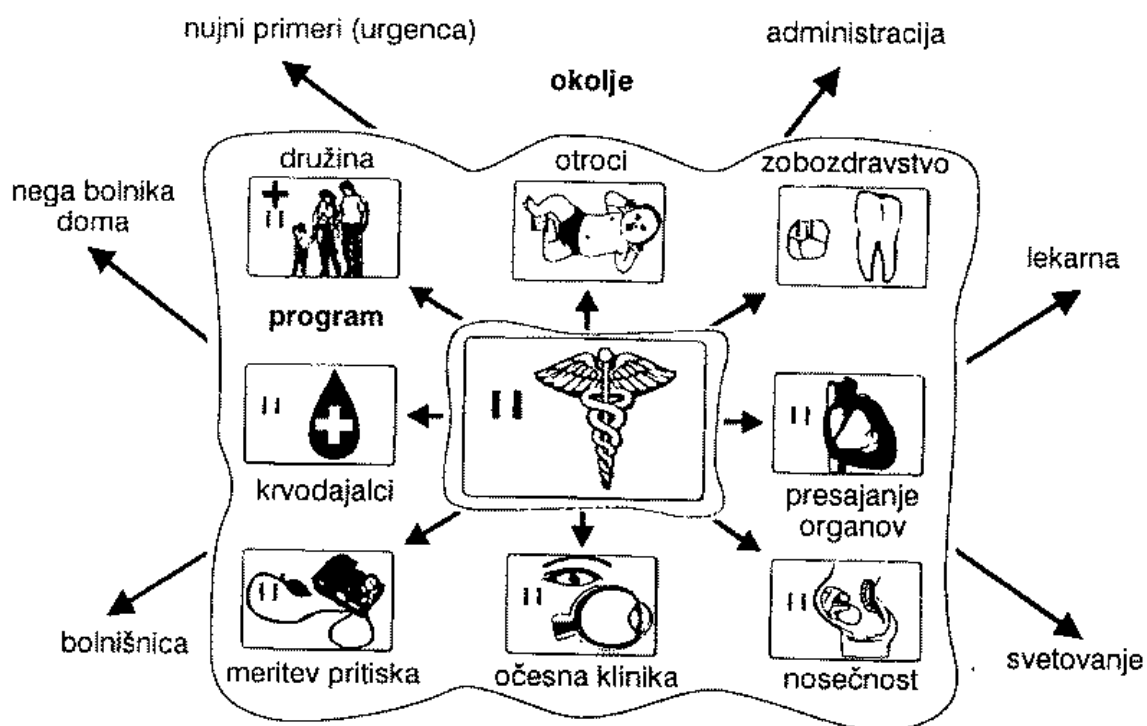 nujni primeri (urgenca)
administracija
okolje
družina
otroci
zobozdravstvo
nega bolnika
doma
lekarna
program
krvodajalci
presajanje
organov
bolnišnica
meritev pritiska
očesna klinika
nosečnost
svetovanje